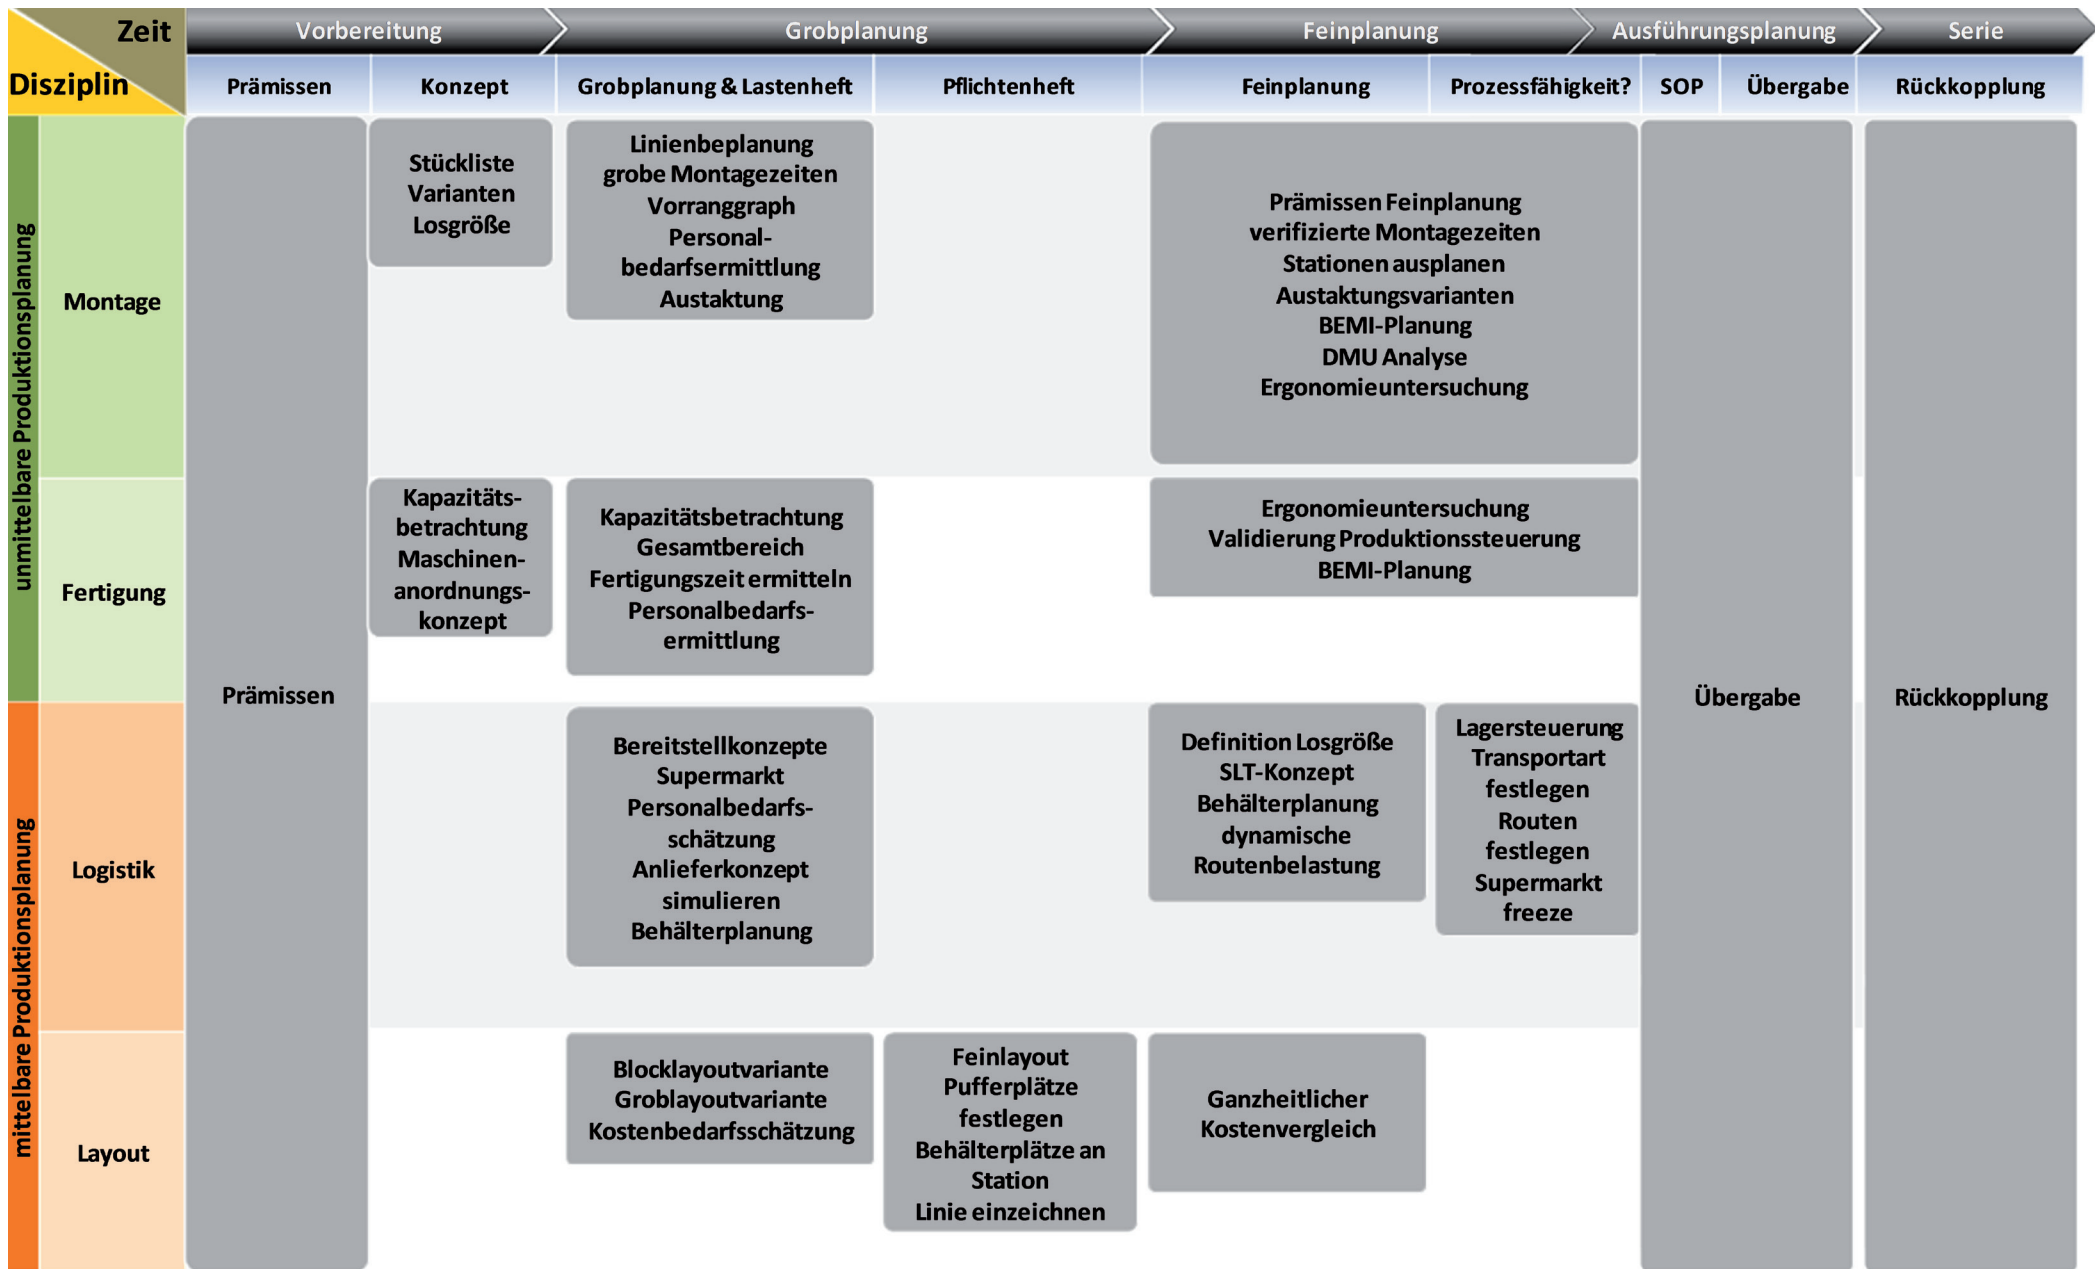 Zeit
Disziplin
Vorbereitung
Grobplanung
Feinplanung
Ausführungsplanung
Serie
Prämissen
Konzept
Grobplanung & Lastenheft
Pflichtenheft
Feinplanung
Prozessfähigkeit?
SOP
Übergabe
Rückkopplung
unmittelbare Produktionsplanung
Montage
Stückliste
Varianten
Losgröße
Linienbeplanung
grobe Montagezeiten
Vorranggraph
Personal-
bedarfsermittlung
Austaktung
Prämissen Feinplanung
verifizierte Montagezeiten
Stationen ausplanen
Austaktungsvarianten
BEMI-Planung
DMU Analyse
Ergonomieuntersuchung
Fertigung
Kapazitäts-
betrachtung
Maschinen-
anordnungs-
konzept
Kapazitätsbetrachtung
Gesamtbereich
Fertigungszeit ermitteln
Personalbedarfs-
ermittlung
Ergonomieuntersuchung
Validierung Produktionssteuerung
BEMI-Planung
Prämissen
Übergabe
Rückkopplung
mittelbare Produktionsplanung
Logistik
Bereitstellkonzepte
Supermarkt
Personalbedarfs-
schätzung
Anlieferkonzept
simulieren
Behälterplanung
Definition Losgröße
SLT-Konzept
Behälterplanung
dynamische
Routenbelastung
Lagersteuerung
Transportart
festlegen
Routen
festlegen
Supermarkt
freeze
Layout
Blocklayoutvariante
Groblayoutvariante
Kostenbedarfsschätzung
Feinlayout
Pufferplätze
festlegen
Behälterplätze an
Station
Linie einzeichnen
Ganzheitlicher
Kostenvergleich